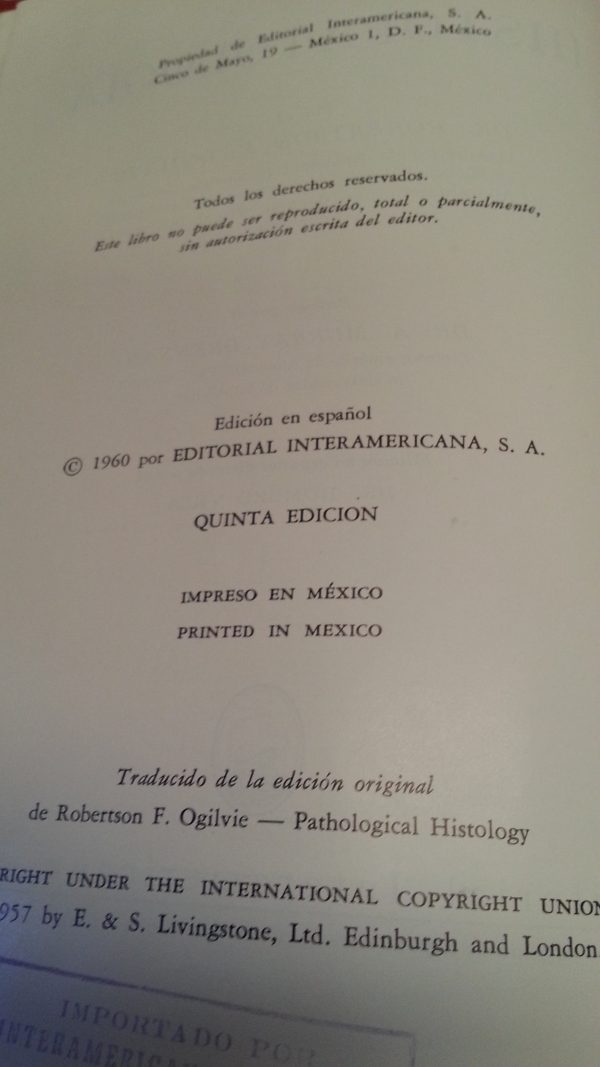 Propiedad de Editorial Interamericana, S. A.
Cinco de Mayo, 19 — México 1, D. F., México
Todos los derechos reservados.
Este libro no puede ser reproducido, total o parcialmente,
sin autorización escrita del editor.
Edición en español
© 1960 por EDITORIAL INTERAMERICANA, S. A.
QUINTA EDICION
IMPRESO EN MÉXICO
PRINTED IN MEXICO
Traducido de la edición original
de Robertson F. Ogilvie — Pathological Histology
RIGHT UNDER THE INTERNATIONAL COPYRIGHT UNION
957 by E. & S. Livingstone, Ltd. Edinburgh and London
IMPORTADO POR
INTERAMERICAN